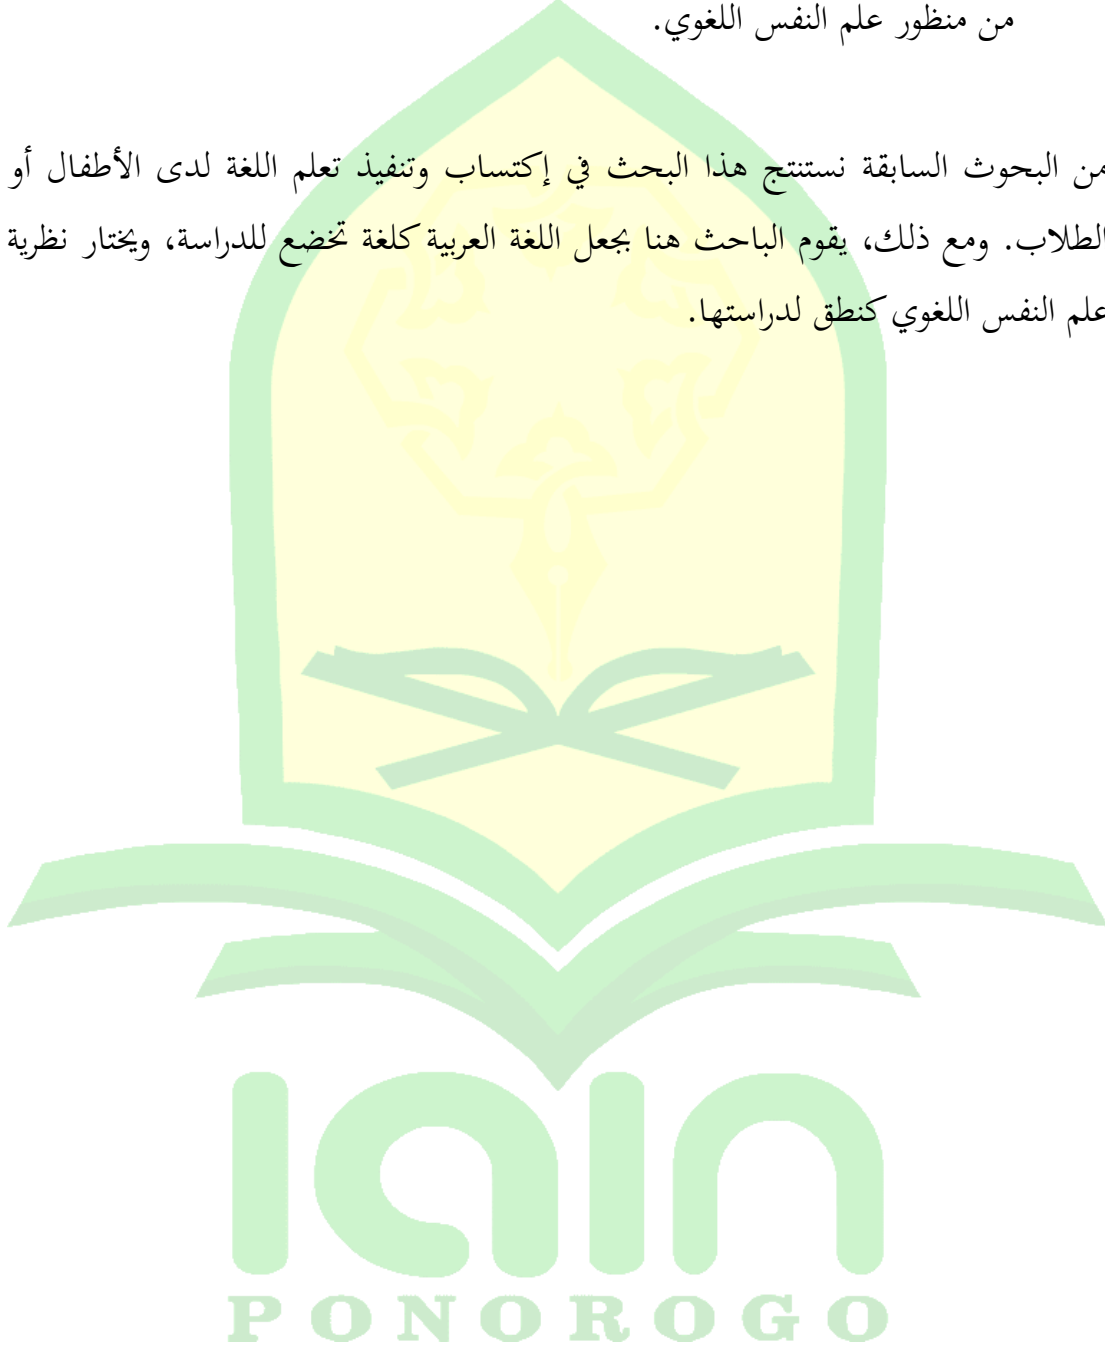 من منظور علم النفس اللغوي.
من البحوث السابقة نستنتج هذا البحث في إكتساب وتنفيذ تعلم اللغة لدى الأطفال أو
الطلاب. ومع ذلك، يقوم الباحث هنا بجعل اللغة العربية كلغة تخضع للدراسة، ويختار نظرية
علم النفس اللغوي كنطق لدراستها.
iain
PONOROGO